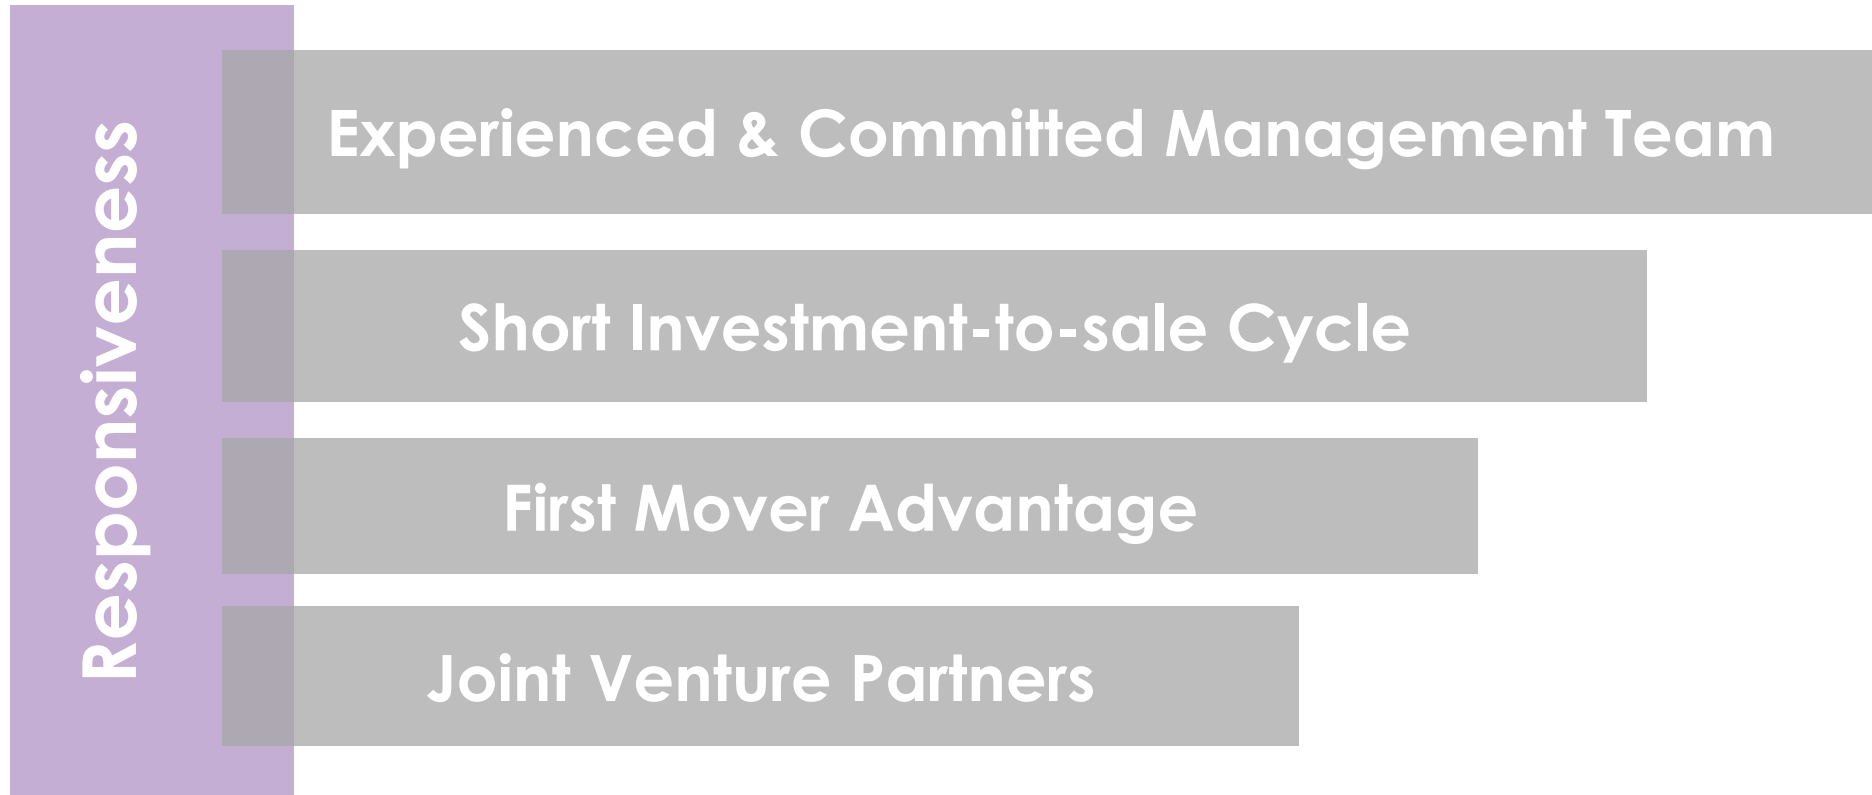 Responsiveness
Experienced & Committed Management Team
Short Investment-to-sale Cycle
First Mover Advantage
Joint Venture Partners